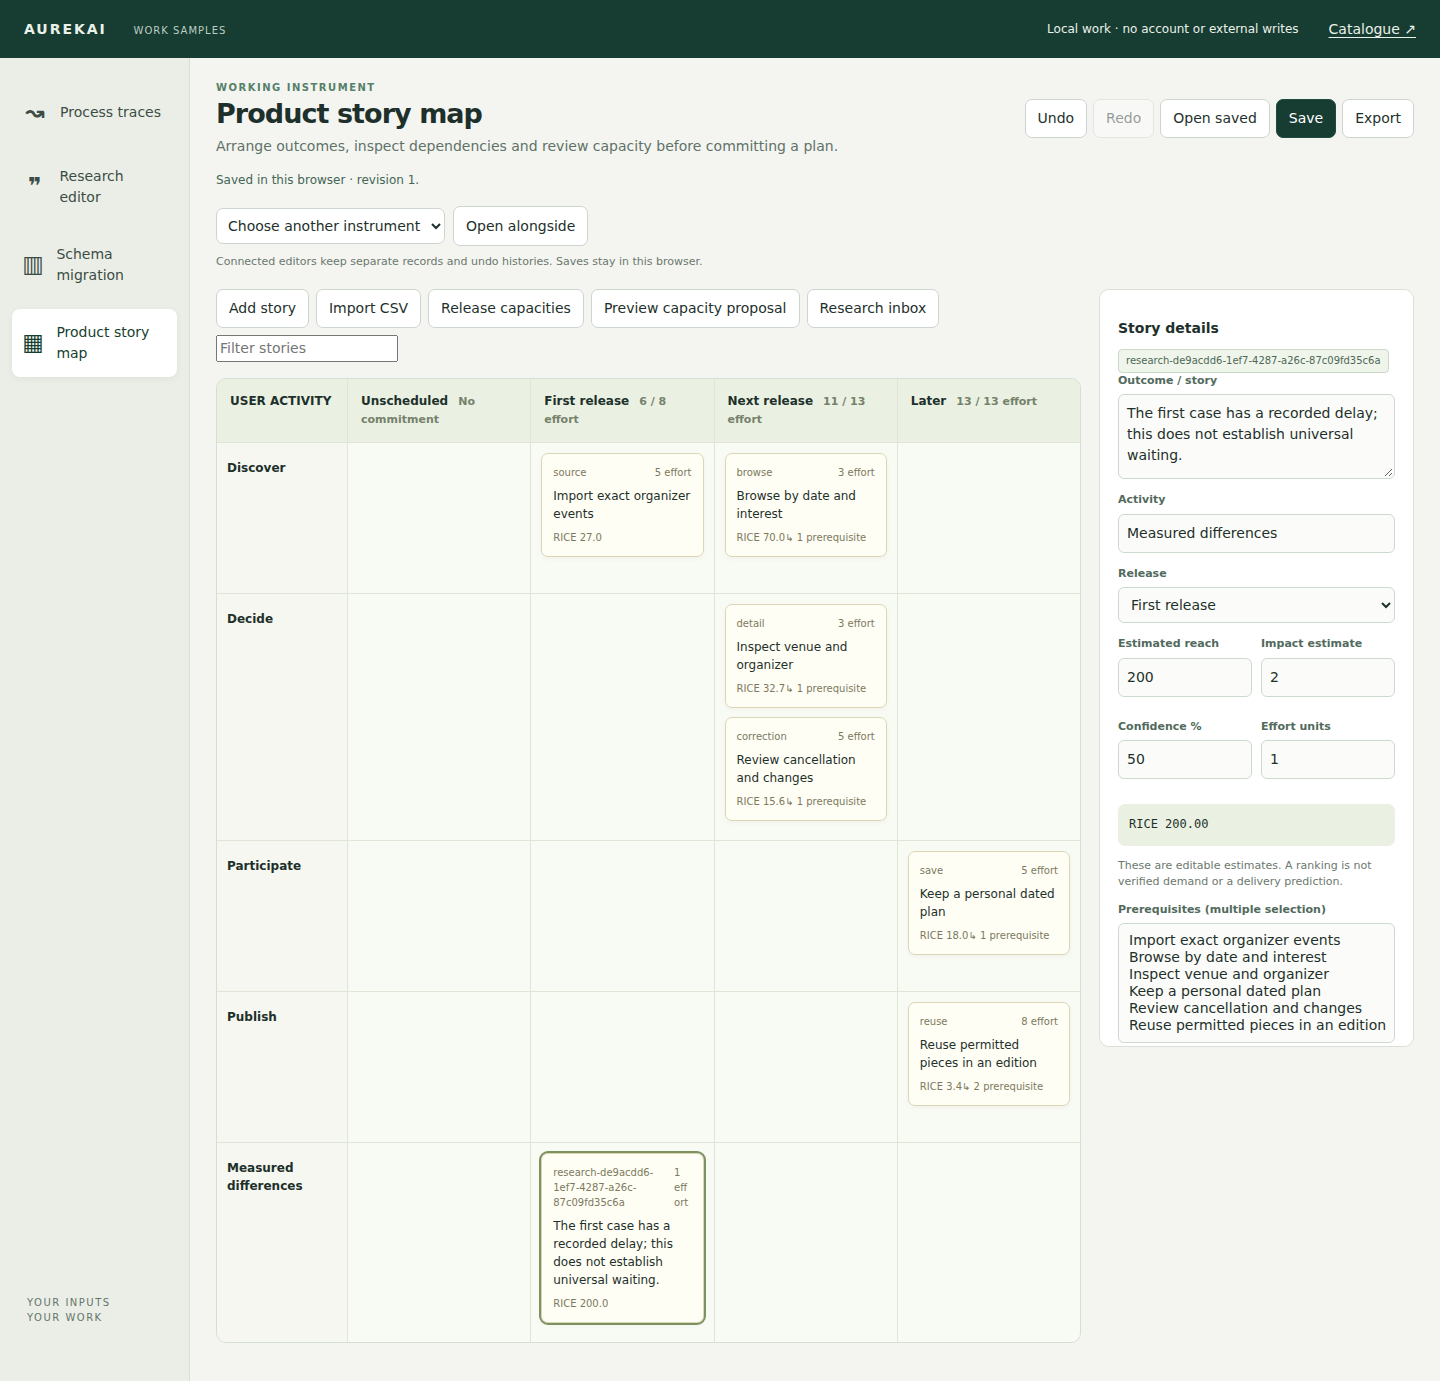 AUREKAI WORK SAMPLES
Local work · no account or external writes Catalogue ↗
Process traces
Research
editor
Schema
migration
Product story
map
YOUR INPUTS
YOUR WORK
WORKING INSTRUMENT
Product story map
Arrange outcomes, inspect dependencies and review capacity before committing a plan.
Saved in this browser · revision 1.
Undo Redo Open saved Save Export
Choose another instrument Open alongside
Connected editors keep separate records and undo histories. Saves stay in this browser.
Add story Import CSV Release capacities Preview capacity proposal Research inbox
Filter stories
USER ACTIVITY
Unscheduled No
commitment
First release 6 / 8
effort
Next release 11 / 13
effort
Later 13 / 13 effort
Discover
source 5 effort
Import exact organizer
events
RICE 27.0
browse 3 effort
Browse by date and
interest
RICE 70.0↳ 1 prerequisite
Decide
detail 3 effort
Inspect venue and
organizer
RICE 32.7↳ 1 prerequisite
correction 5 effort
Review cancellation
and changes
RICE 15.6↳ 1 prerequisite
Participate
save 5 effort
Keep a personal dated
plan
RICE 18.0↳ 1 prerequisite
Publish
reuse 8 effort
Reuse permitted
pieces in an edition
RICE 3.4↳ 2 prerequisite
Measured
differences
research-de9acdd6-
1ef7-4287-a26c-
87c09fd35c6a
1
eff
ort
The first case has a
recorded delay; this
does not establish
universal waiting.
RICE 200.0
Story details
research-de9acdd6-1ef7-4287-a26c-87c09fd35c6a
Outcome / story
The first case has a recorded delay;
this does not establish universal
waiting.
Activity
Measured differences
Release
First release
Estimated reach Impact estimate
200 2
Confidence % Effort units
50 1
RICE 200.00
These are editable estimates. A ranking is not
verified demand or a delivery prediction.
Prerequisites (multiple selection)
Import exact organizer events
Browse by date and interest
Inspect venue and organizer
Keep a personal dated plan
Review cancellation and changes
Reuse permitted pieces in an edition